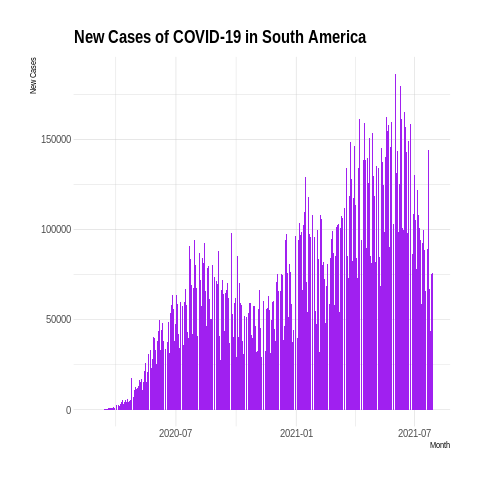 New Cases of COVID-19 in South America
New Cases
150000
100000
50000
0
2020-07
2021-01
2021-07
Month